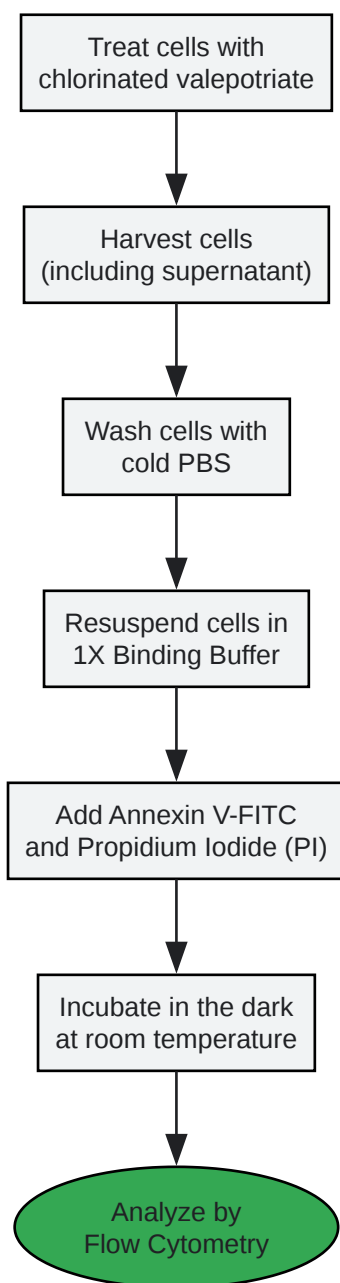 Treat cells with
chlorinated valepotriate
Harvest cells
(including supernatant)
Wash cells with
cold PBS
Resuspend cells in
1X Binding Buffer
Add Annexin V-FITC
and Propidium Iodide (PI)
Incubate in the dark
at room temperature
Analyze by
Flow Cytometry